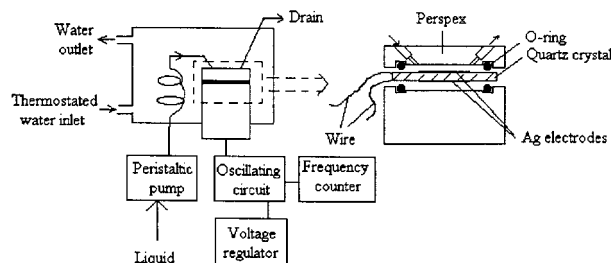 Water
outlet
Drain
Thermostated
water inlet
Peristaltic
pump
Liquid
Oscillating
circuit
Frequency
counter
Voltage
regulator
Perspex
O-ring
Quartz crystal
Wire
Ag electrodes